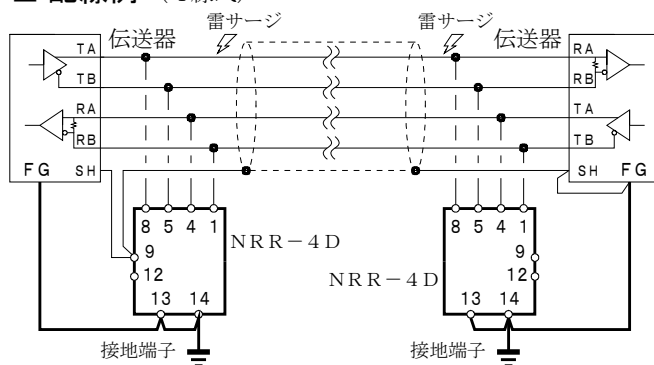 雷サージ 雷サージ
TA 伝送器 伝送器 RA
TB RB
RA TA
RB TB
FG SH SH FG
8 5 4 1 8 5 4 1
9 NRR-4D 9
12 NRR-4D 12
13 14 13 14
接地端子 接地端子